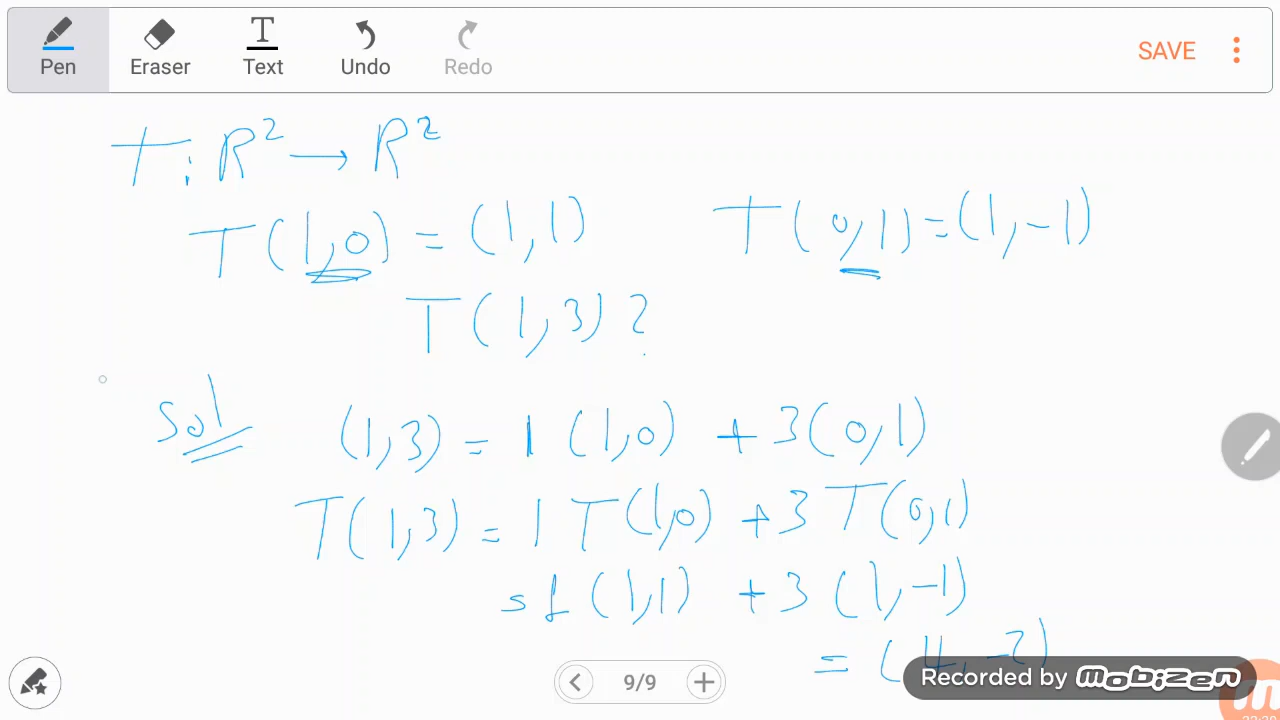 Pen Eraser Text Undo Redo SAVE
T: R² → R²
T(1,0) = (1,1) T(0,1) = (1,-1)
T(1,3)?
Sol (1,3) = 1(1,0) + 3(0,1)
T(1,3) = 1 T(1,0) + 3 T(0,1)
(1,1) + 3(1,-1)
= (4,-2)
9/9
Recorded by mobizen